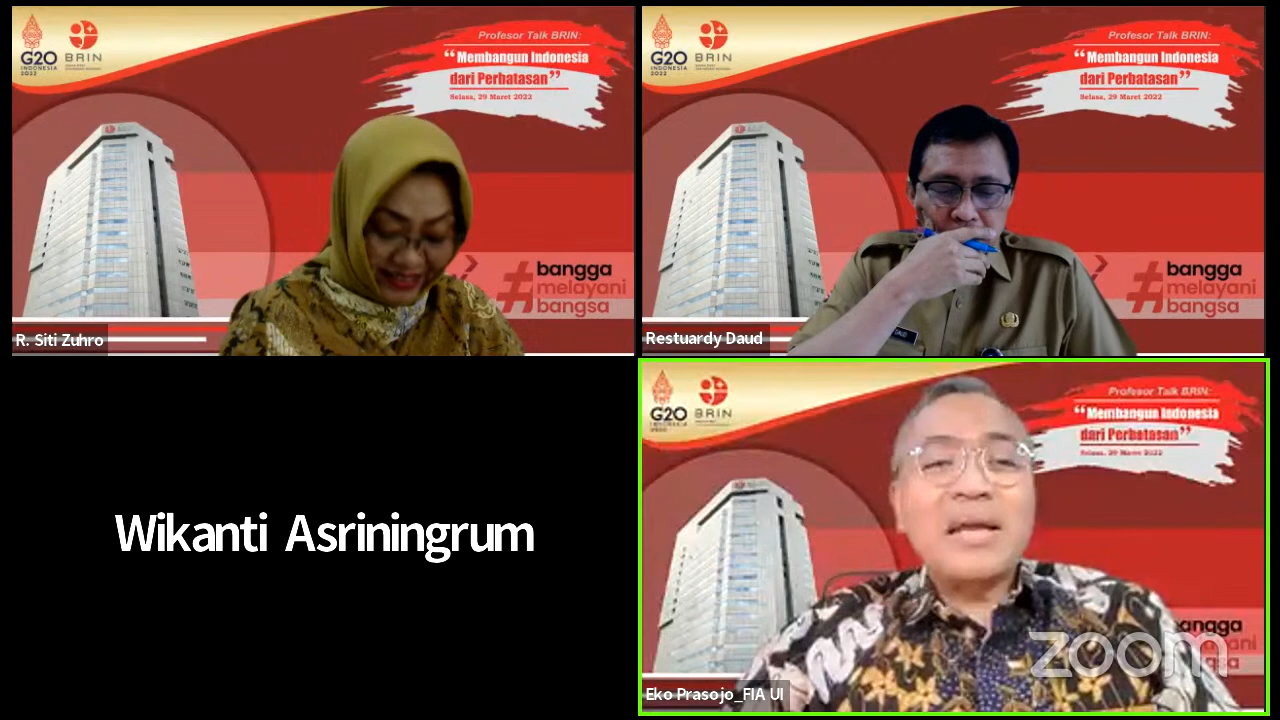 G20
INDONESIA
2022
BRIN
Profesor Talk BRIN:
“Membangun Indonesia
dari Perbatasan”
Selasa, 29 Maret 2022
#bangga
melayani
bangsa
R. Siti Zuhro
G20
INDONESIA
2022
BRIN
Profesor Talk BRIN:
“Membangun Indonesia
dari Perbatasan”
Selasa, 29 Maret 2022
#bangga
melayani
bangsa
DAUD
Restuardy Daud
Wikanti Asriningrum
G20
INDONESIA
BRIN
Profesor Talk BRIN:
“Membangun Indonesia
dari Perbatasan”
Selasa, 29 Maret 2022
bangga
zoom
Eko Prasojo_FIA UI